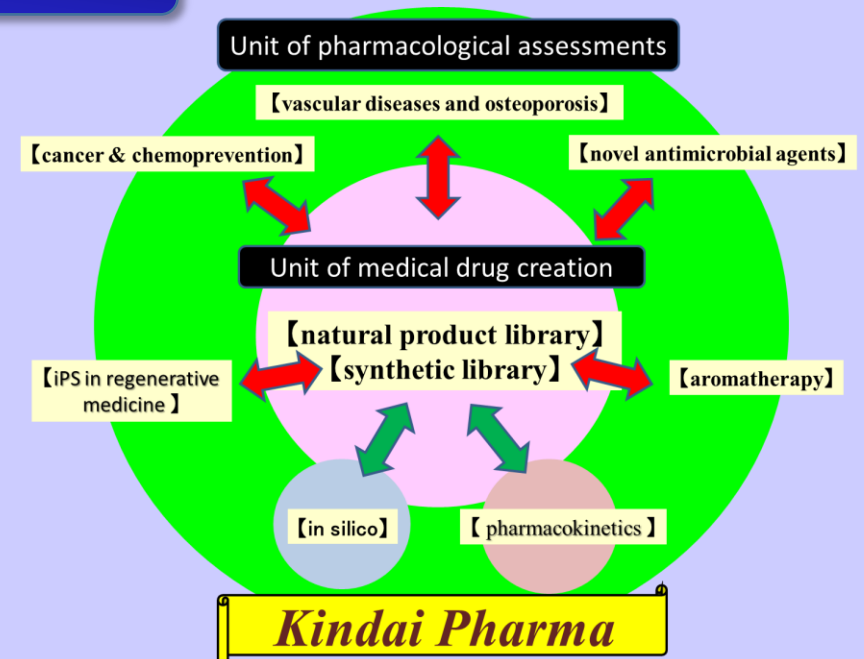 Unit of pharmacological assessments
【vascular diseases and osteoporosis】
【cancer & chemoprevention】
【novel antimicrobial agents】
Unit of medical drug creation
【natural product library】
【synthetic library】
【iPS in regenerative
medicine 】
【aromatherapy】
【in silico】
【 pharmacokinetics 】
Kindai Pharma